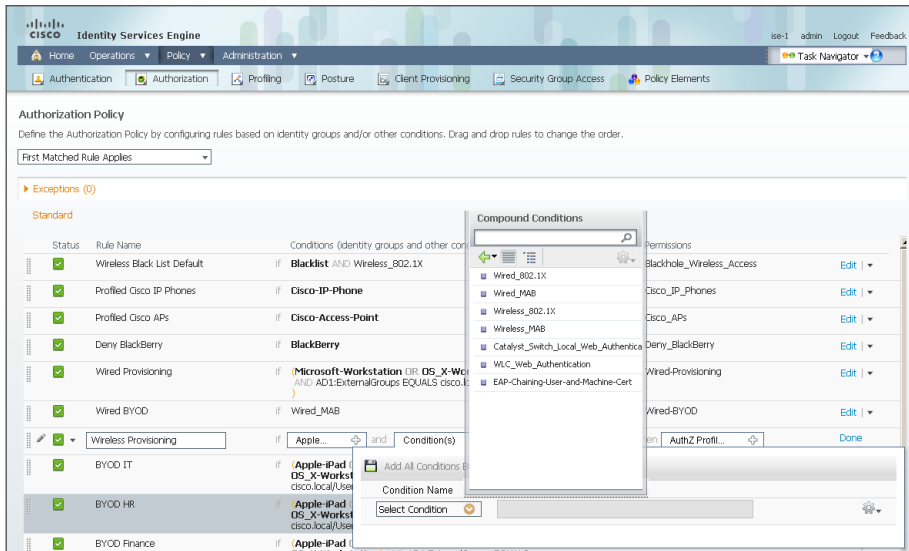 CISCO Identity Services Engine
ise-1 admin Logout Feedback
Home Operations Policy Administration
Task Navigator
Authentication Authorization Profiling Posture Client Provisioning Security Group Access Policy Elements
Authorization Policy
Define the Authorization Policy by configuring rules based on identity groups and/or other conditions. Drag and drop rules to change the order.
First Matched Rule Applies
Exceptions (0)
Standard
Status Rule Name Conditions (identity groups and other con Permissions
Wireless Black List Default if Blacklist AND Wireless_802.1X Blackhole_Wireless_Access Edit
Profiled Cisco IP Phones if Cisco-IP-Phone Cisco_IP_Phones Edit
Profiled Cisco APs if Cisco-Access-Point Cisco_APs Edit
Deny BlackBerry if BlackBerry Deny_BlackBerry Edit
Wired Provisioning if (Microsoft-Workstation OR OS_X-Wo Wired-Provisioning Edit
AND AD1:ExternalGroups EQUALS cisco.l
)
Wired BYOD if Wired_MAB Wired-BYOD Edit
Wireless Provisioning if Apple... and Condition(s) en AuthZ Profil... Done
BYOD IT if (Apple-iPad
OS_X-Workst
cisco.local/User
BYOD HR if (Apple-iPad
OS_X-Workst
cisco.local/User
BYOD Finance if (Apple-iPad
Compound Conditions
Wired_802.1X
Wired_MAB
Wireless_802.1X
Wireless_MAB
Catalyst_Switch_Local_Web_Authentica
WLC_Web_Authentication
EAP-Chaining-User-and-Machine-Cert
Add All Conditions
Condition Name
Select Condition